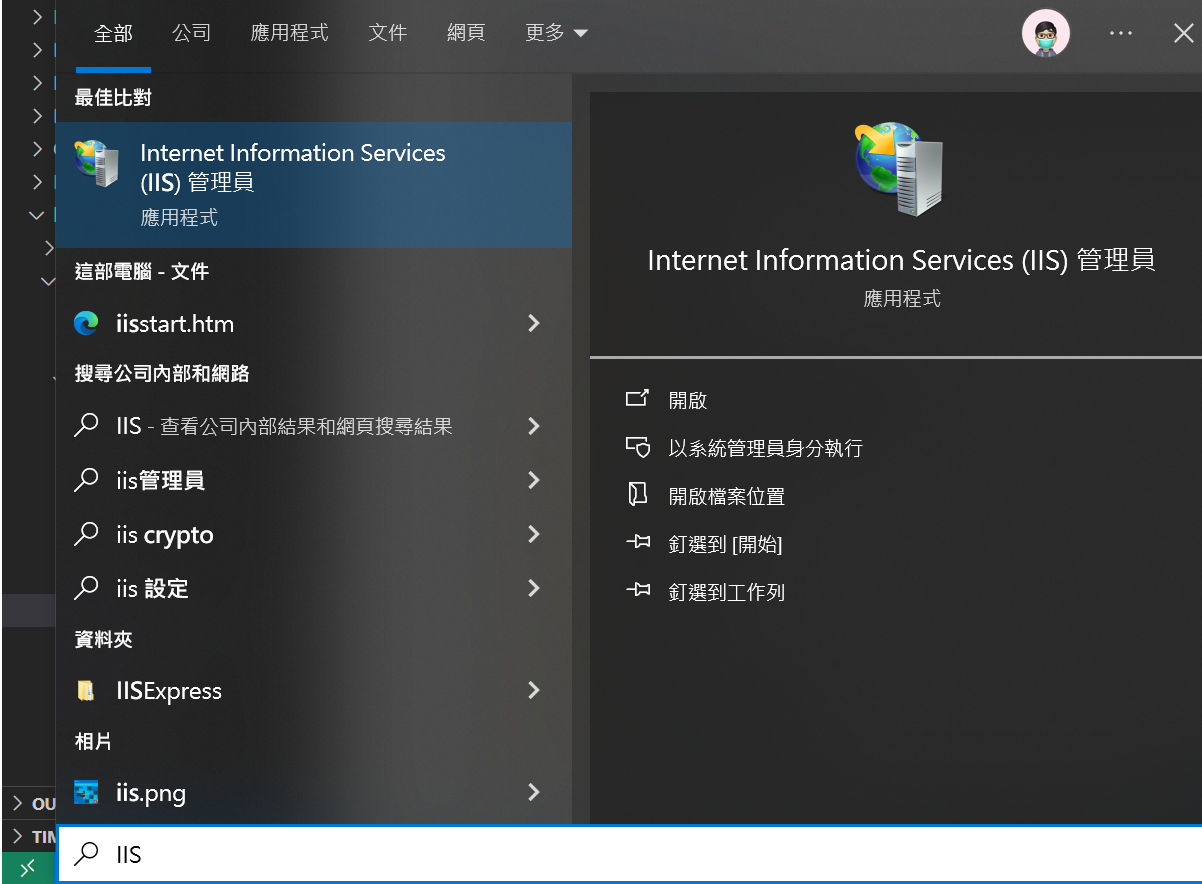 全部 公司 應用程式 文件 網頁 更多
最佳比對
Internet Information Services
(IIS) 管理員
應用程式
這部電腦 - 文件
iisstart.htm
搜尋公司內部和網路
IIS - 查看公司內部結果和網頁搜尋結果
iis管理員
iis crypto
iis 設定
資料夾
IISExpress
相片
iis.png
Internet Information Services (IIS) 管理員
應用程式
開啟
以系統管理員身分執行
開啟檔案位置
釘選到 [開始]
釘選到工作列
OU
TIM
IIS